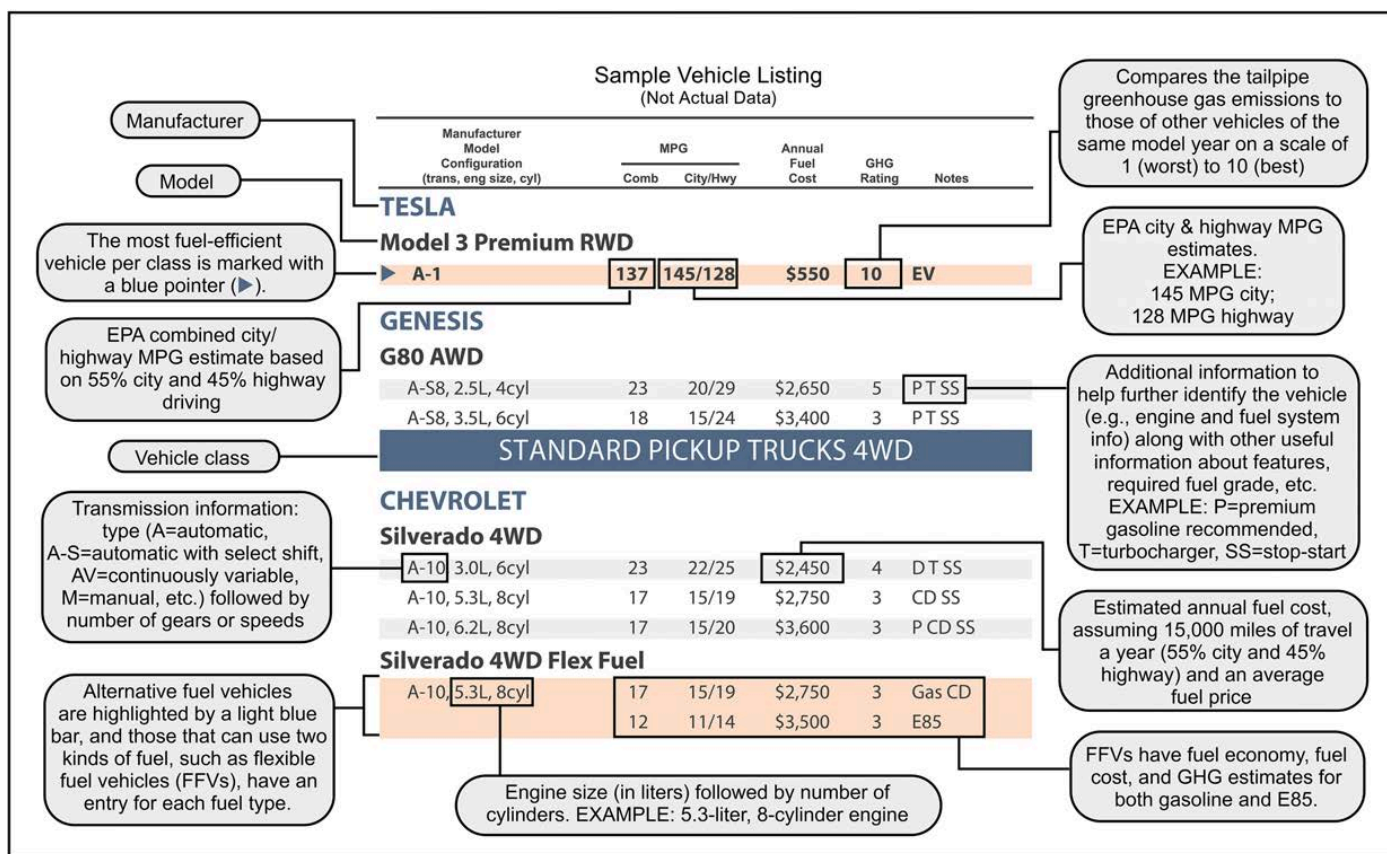 Sample Vehicle Listing
(Not Actual Data)
Manufacturer
Model
Configuration
(trans, eng size, cyl)
MPG
Comb City/Hwy
Annual
Fuel
Cost
GHG
Rating
Notes
TESLA
Model 3 Premium RWD
▶ A-1 137 145/128 $550 10 EV
GENESIS
G80 AWD
A-S8, 2.5L, 4cyl 23 20/29 $2,650 5 P T SS
A-S8, 3.5L, 6cyl 18 15/24 $3,400 3 P T SS
STANDARD PICKUP TRUCKS 4WD
CHEVROLET
Silverado 4WD
A-10, 3.0L, 6cyl 23 22/25 $2,450 4 D T SS
A-10, 5.3L, 8cyl 17 15/19 $2,750 3 CD SS
A-10, 6.2L, 8cyl 17 15/20 $3,600 3 P CD SS
Silverado 4WD Flex Fuel
A-10, 5.3L, 8cyl 17 15/19 $2,750 3 Gas CD
12 11/14 $3,500 3 E85
Manufacturer
Model
The most fuel-efficient
vehicle per class is marked with
a blue pointer (▶).
EPA combined city/
highway MPG estimate based
on 55% city and 45% highway
driving
Vehicle class
Transmission information:
type (A=automatic,
A-S=automatic with select shift,
AV=continuously variable,
M=manual, etc.) followed by
number of gears or speeds
Alternative fuel vehicles
are highlighted by a light blue
bar, and those that can use two
kinds of fuel, such as flexible
fuel vehicles (FFVs), have an
entry for each fuel type.
Engine size (in liters) followed by number of
cylinders. EXAMPLE: 5.3-liter, 8-cylinder engine
Compares the tailpipe
greenhouse gas emissions to
those of other vehicles of the
same model year on a scale of
1 (worst) to 10 (best)
EPA city & highway MPG
estimates.
EXAMPLE:
145 MPG city;
128 MPG highway
Additional information to
help further identify the vehicle
(e.g., engine and fuel system
info) along with other useful
information about features,
required fuel grade, etc.
EXAMPLE: P=premium
gasoline recommended,
T=turbocharger, SS=stop-start
Estimated annual fuel cost,
assuming 15,000 miles of travel
a year (55% city and 45%
highway) and an average
fuel price
FFVs have fuel economy, fuel
cost, and GHG estimates for
both gasoline and E85.